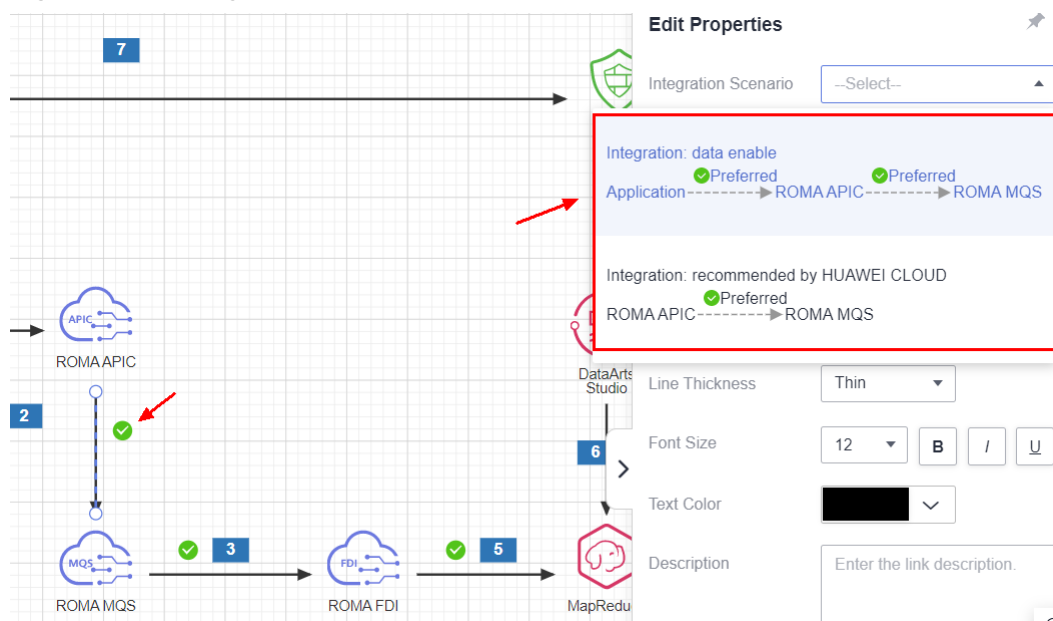 7
Edit Properties
Integration Scenario
--Select--
Integration: data enable
Preferred Preferred
Application ROMA APIC ROMA MQS
Integration: recommended by HUAWEI CLOUD
Preferred
ROMA APIC ROMA MQS
APIC
ROMA APIC
DataArts
Studio
Line Thickness
Thin
2
Font Size
12
B
I
U
6
Text Color
MQS
ROMA MQS
3
FDI
ROMA FDI
5
MapRedu
Description
Enter the link description.